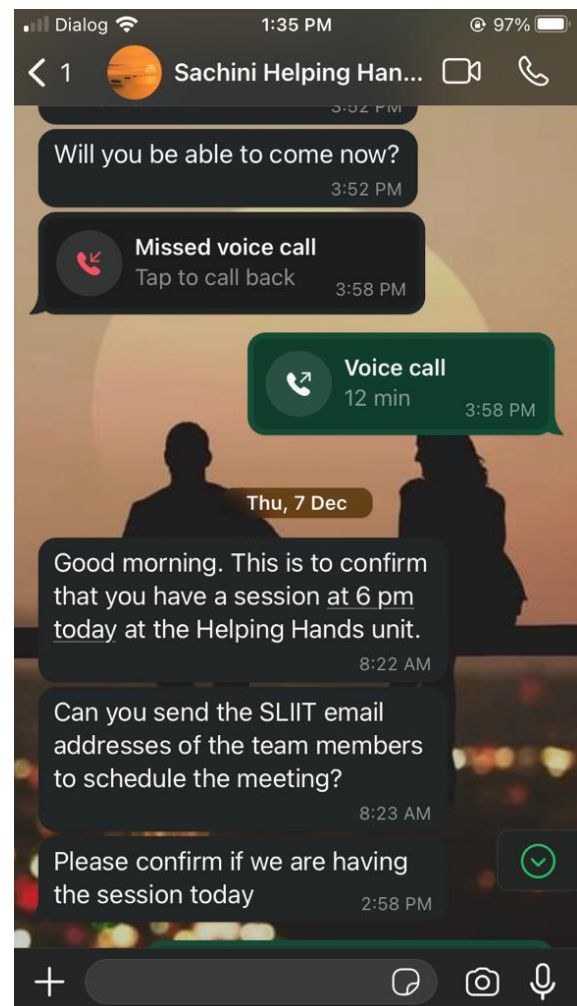 Dialog 1:35 PM 97%
1 Sachini Helping Han...
3:52 PM
Will you be able to come now?
3:52 PM
Missed voice call
Tap to call back 3:58 PM
Voice call
12 min 3:58 PM
Thu, 7 Dec
Good morning. This is to confirm
that you have a session at 6 pm
today at the Helping Hands unit.
8:22 AM
Can you send the SLIIT email
addresses of the team members
to schedule the meeting?
8:23 AM
Please confirm if we are having
the session today 2:58 PM